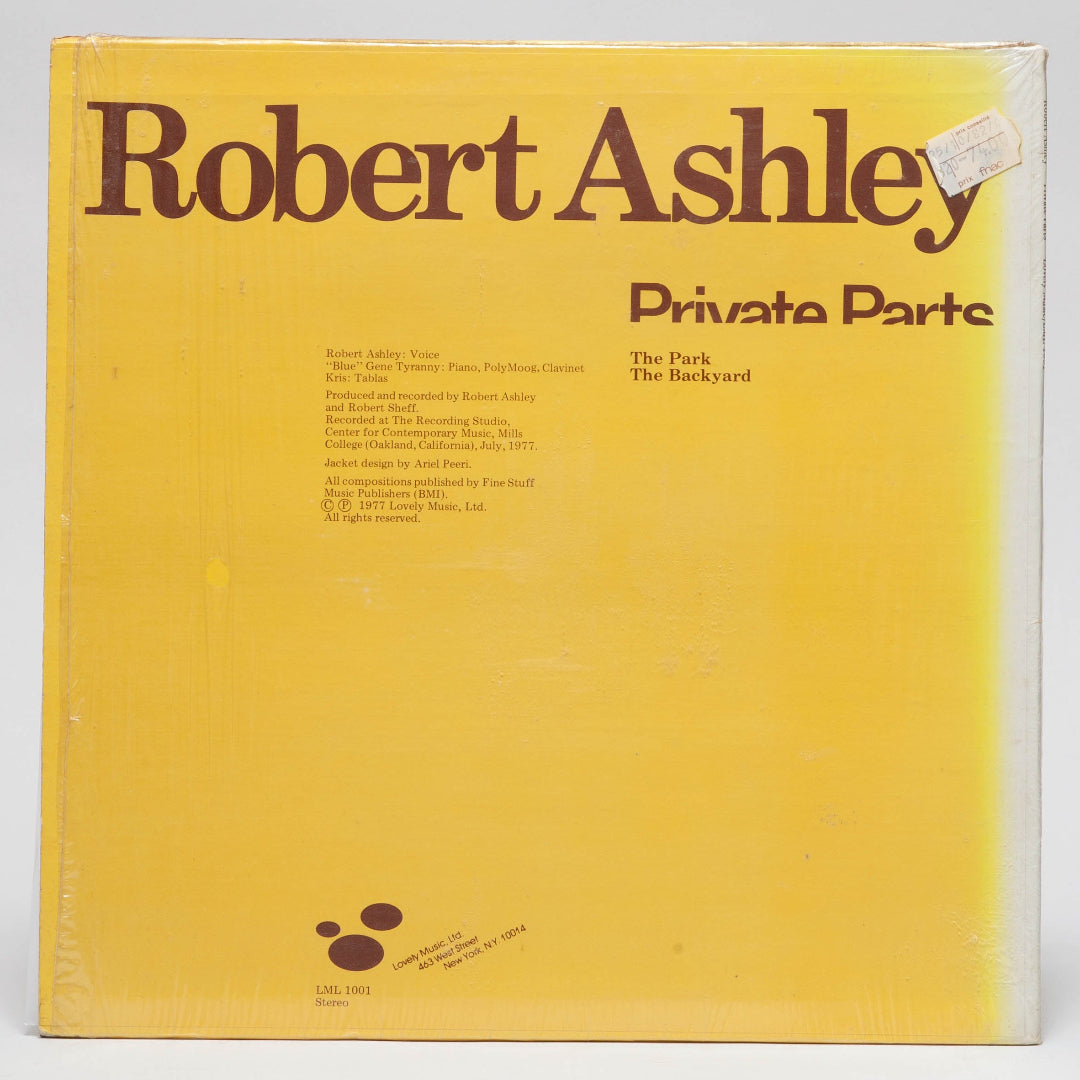 Robert Ashley
prix conseillé
prix fnac
Private Parts
The Park
The Backyard
Robert Ashley: Voice
“Blue” Gene Tyranny: Piano, PolyMoog, Clavinet
Kris: Tablas
Produced and recorded by Robert Ashley
and Robert Sheff.
Recorded at The Recording Studio,
Center for Contemporary Music, Mills
College (Oakland, California), July, 1977.
Jacket design by Ariel Peeri.
All compositions published by Fine Stuff
Music Publishers (BMI).
Ⓒ Ⓟ 1977 Lovely Music, Ltd.
All rights reserved.
Lovely Music, Ltd.
463 West Street
New York, N.Y. 10014
LML 1001
Stereo